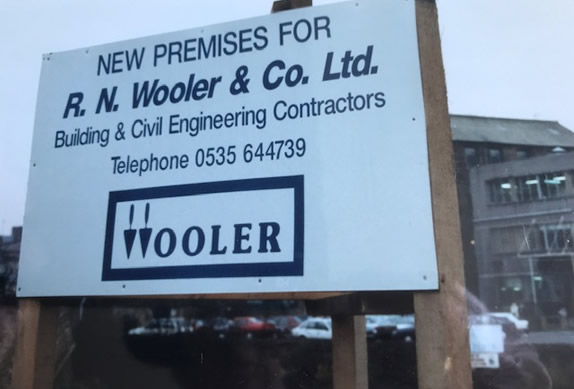 NEW PREMISES FOR
R. N. Wooler & Co. Ltd.
Building & Civil Engineering Contractors
Telephone 0535 644739
WOOLER